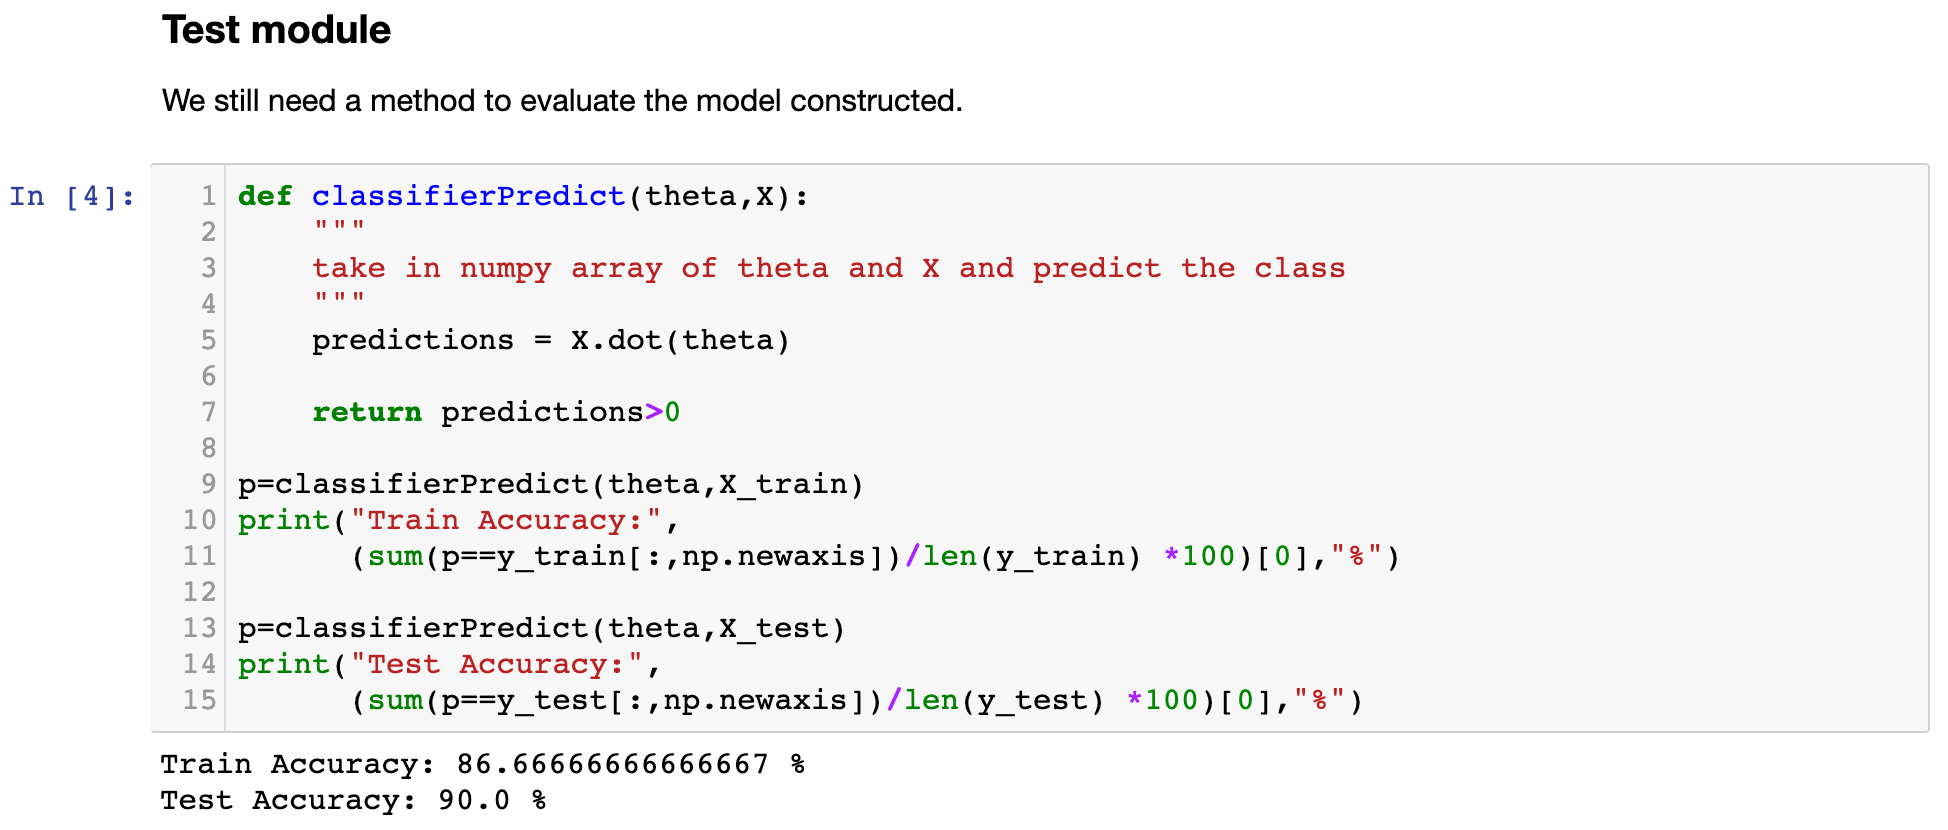 Test module
We still need a method to evaluate the model constructed.
In [4]:
1 def classifierPredict(theta,X):
2     """
3     take in numpy array of theta and X and predict the class
4     """
5     predictions = X.dot(theta)
6
7     return predictions>0
8
9 p=classifierPredict(theta,X_train)
10 print("Train Accuracy:",
11       (sum(p==y_train[:,np.newaxis])/len(y_train) *100)[0],"%")
12
13 p=classifierPredict(theta,X_test)
14 print("Test Accuracy:",
15       (sum(p==y_test[:,np.newaxis])/len(y_test) *100)[0],"%")
Train Accuracy: 86.66666666666667 %
Test Accuracy: 90.0 %